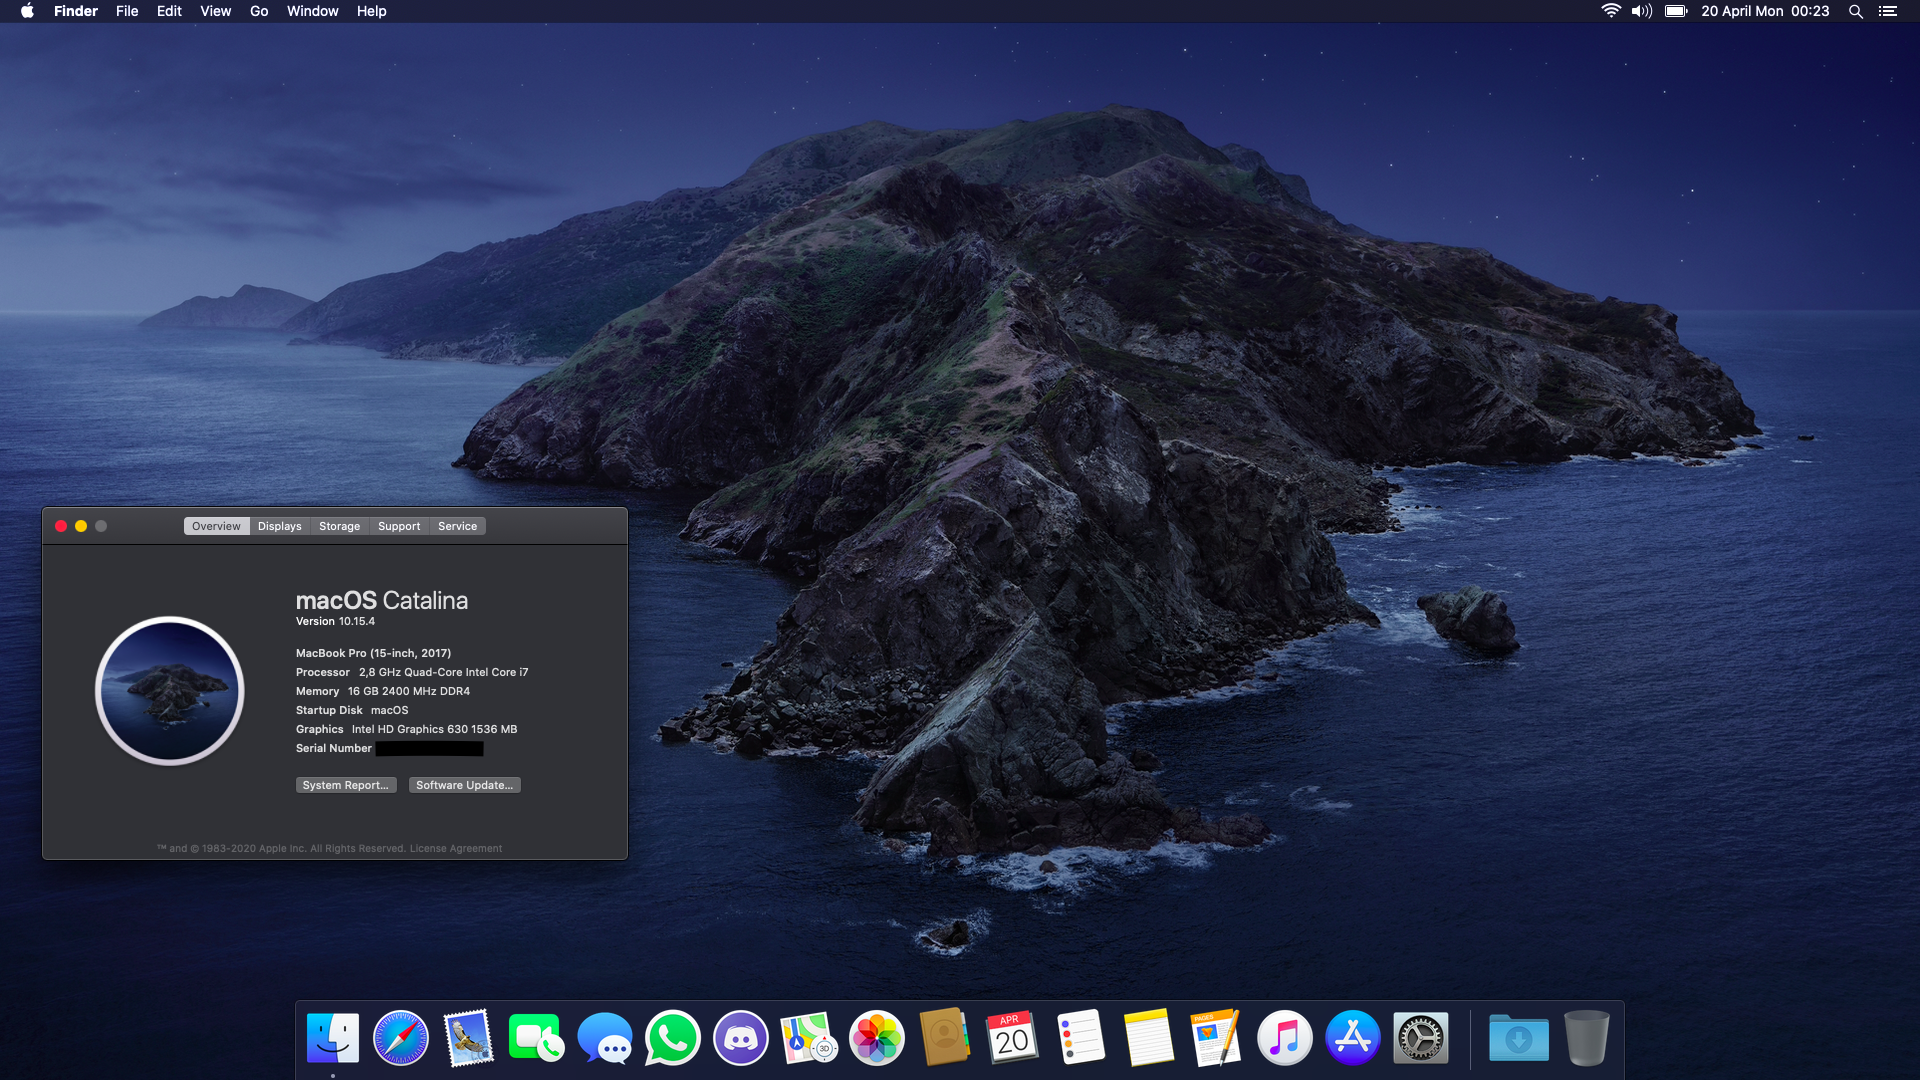 Finder File Edit View Go Window Help
20 April Mon 00:23
Overview Displays Storage Support Service
macOS Catalina
Version 10.15.4
MacBook Pro (15-inch, 2017)
Processor 2,8 GHz Quad-Core Intel Core i7
Memory 16 GB 2400 MHz DDR4
Startup Disk macOS
Graphics Intel HD Graphics 630 1536 MB
Serial Number
System Report... Software Update...
™ and © 1983-2020 Apple Inc. All Rights Reserved. License Agreement
APR
20
3D
PAGES